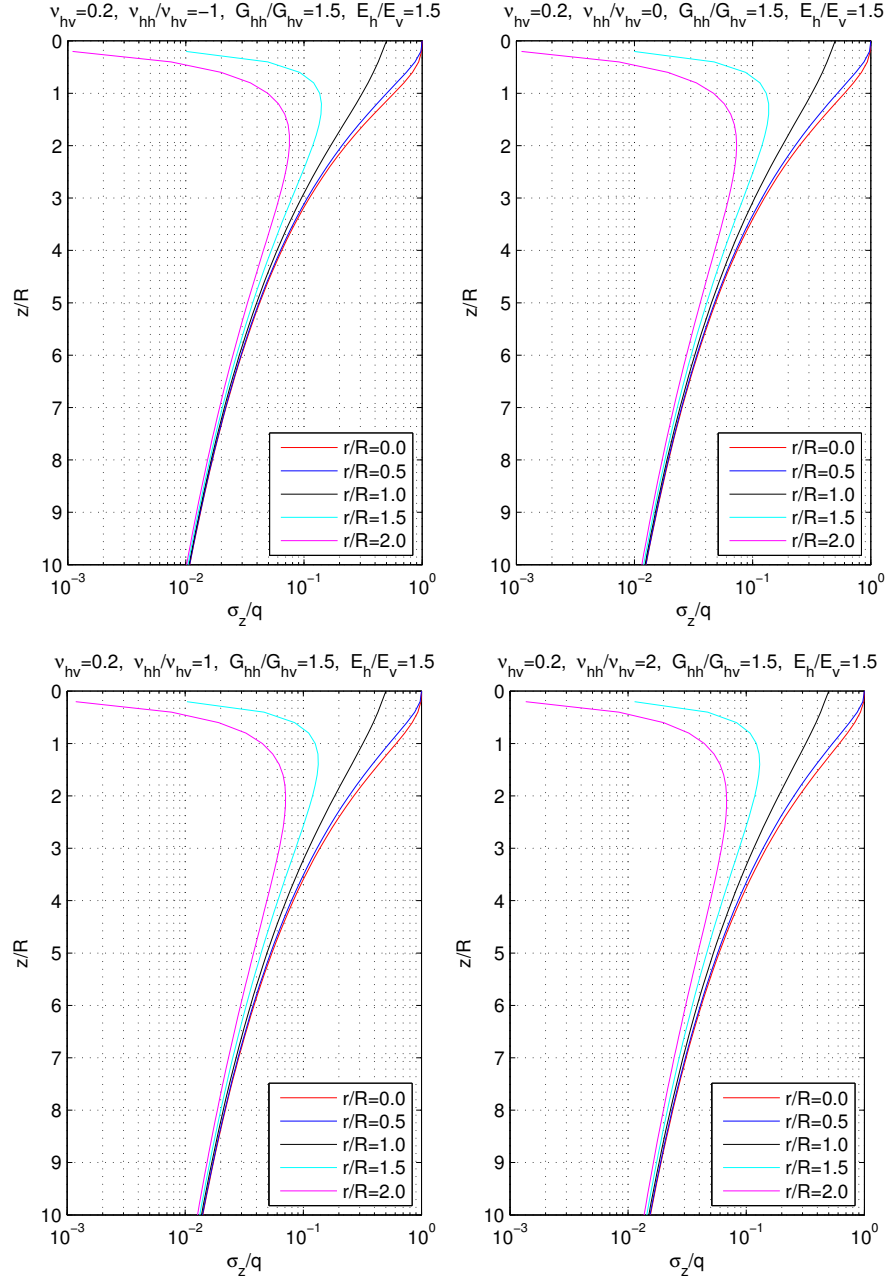 ν_hv=0.2, ν_hh/ν_hv=−1, G_hh/G_hv=1.5, E_h/E_v=1.5
0
1
2
3
4
5
6
7
8
9
10
z/R
r/R=0.0
r/R=0.5
r/R=1.0
r/R=1.5
r/R=2.0
10⁻³ 10⁻² 10⁻¹ 10⁰
σ_z/q
ν_hv=0.2, ν_hh/ν_hv=0, G_hh/G_hv=1.5, E_h/E_v=1.5
0
1
2
3
4
5
6
7
8
9
10
z/R
r/R=0.0
r/R=0.5
r/R=1.0
r/R=1.5
r/R=2.0
10⁻³ 10⁻² 10⁻¹ 10⁰
σ_z/q
ν_hv=0.2, ν_hh/ν_hv=1, G_hh/G_hv=1.5, E_h/E_v=1.5
0
1
2
3
4
5
6
7
8
9
10
z/R
r/R=0.0
r/R=0.5
r/R=1.0
r/R=1.5
r/R=2.0
10⁻³ 10⁻² 10⁻¹ 10⁰
σ_z/q
ν_hv=0.2, ν_hh/ν_hv=2, G_hh/G_hv=1.5, E_h/E_v=1.5
0
1
2
3
4
5
6
7
8
9
10
z/R
r/R=0.0
r/R=0.5
r/R=1.0
r/R=1.5
r/R=2.0
10⁻³ 10⁻² 10⁻¹ 10⁰
σ_z/q